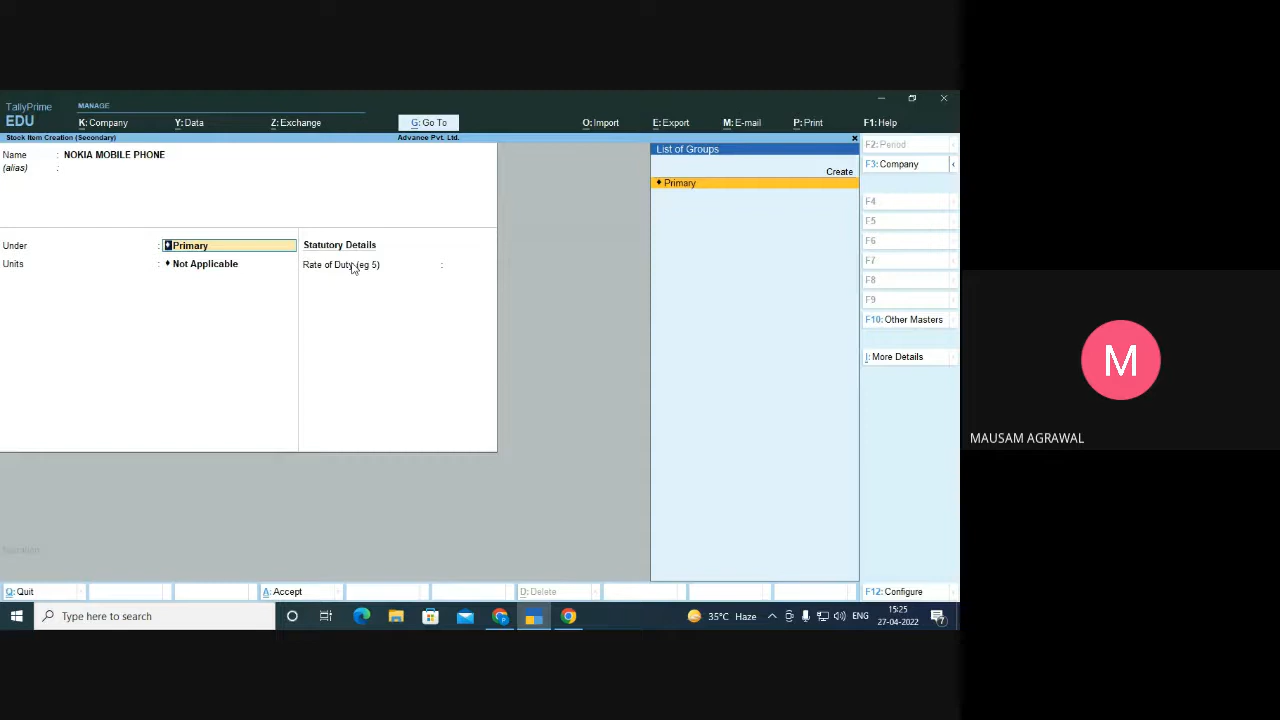 TallyPrime
EDU
MANAGE
K: Company
Y: Data
Z: Exchange
G: Go To
O: Import
E: Export
M: E-mail
P: Print
F1: Help
Stock Item Creation (Secondary)
Advance Pvt. Ltd.
Name : NOKIA MOBILE PHONE
(alias) :
Under : Primary
Units : Not Applicable
Statutory Details
Rate of Duty (eg 5) :
List of Groups
Create
Primary
F2: Period
F3: Company
F4
F5
F6
F7
F8
F9
F10: Other Masters
I: More Details
F12: Configure
Narration
Q: Quit
A: Accept
D: Delete
Type here to search
35°C Haze
ENG
15:25
27-04-2022
7
M
MAUSAM AGRAWAL